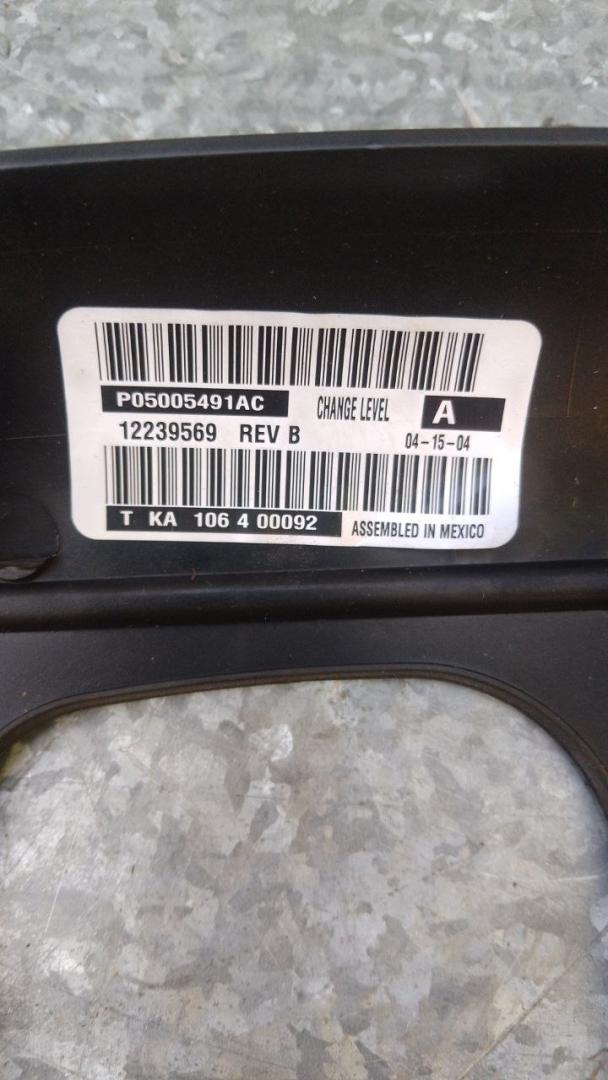 P05005491AC CHANGE LEVEL A
12239569 REV B 04-15-04
T KA 106 4 00092 ASSEMBLED IN MEXICO